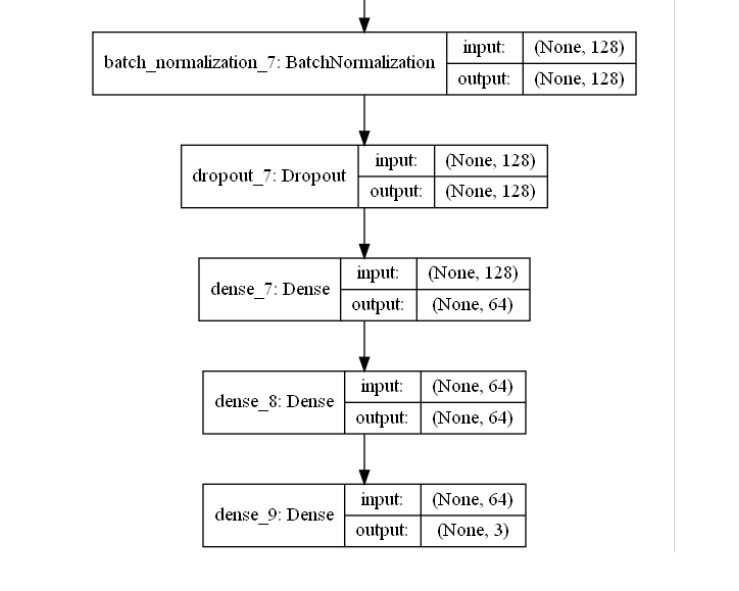 batch_normalization_7: BatchNormalization
input: (None, 128)
output: (None, 128)
dropout_7: Dropout
input: (None, 128)
output: (None, 128)
dense_7: Dense
input: (None, 128)
output: (None, 64)
dense_8: Dense
input: (None, 64)
output: (None, 64)
dense_9: Dense
input: (None, 64)
output: (None, 3)